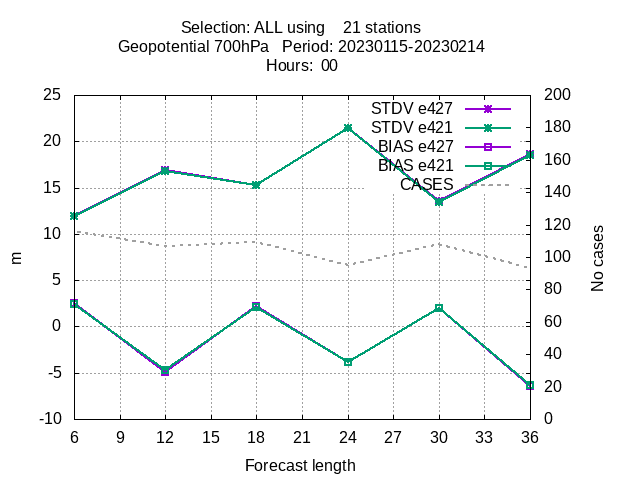 Selection: ALL using    21 stations
Geopotential 700hPa   Period: 20230115-20230214
Hours:  00
25
20
15
10
5
0
-5
-10
m
STDV e427
STDV e421
BIAS e427
BIAS e421
CASES
200
180
160
140
120
100
80
60
40
20
0
No cases
6 9 12 15 18 21 24 27 30 33 36
Forecast length